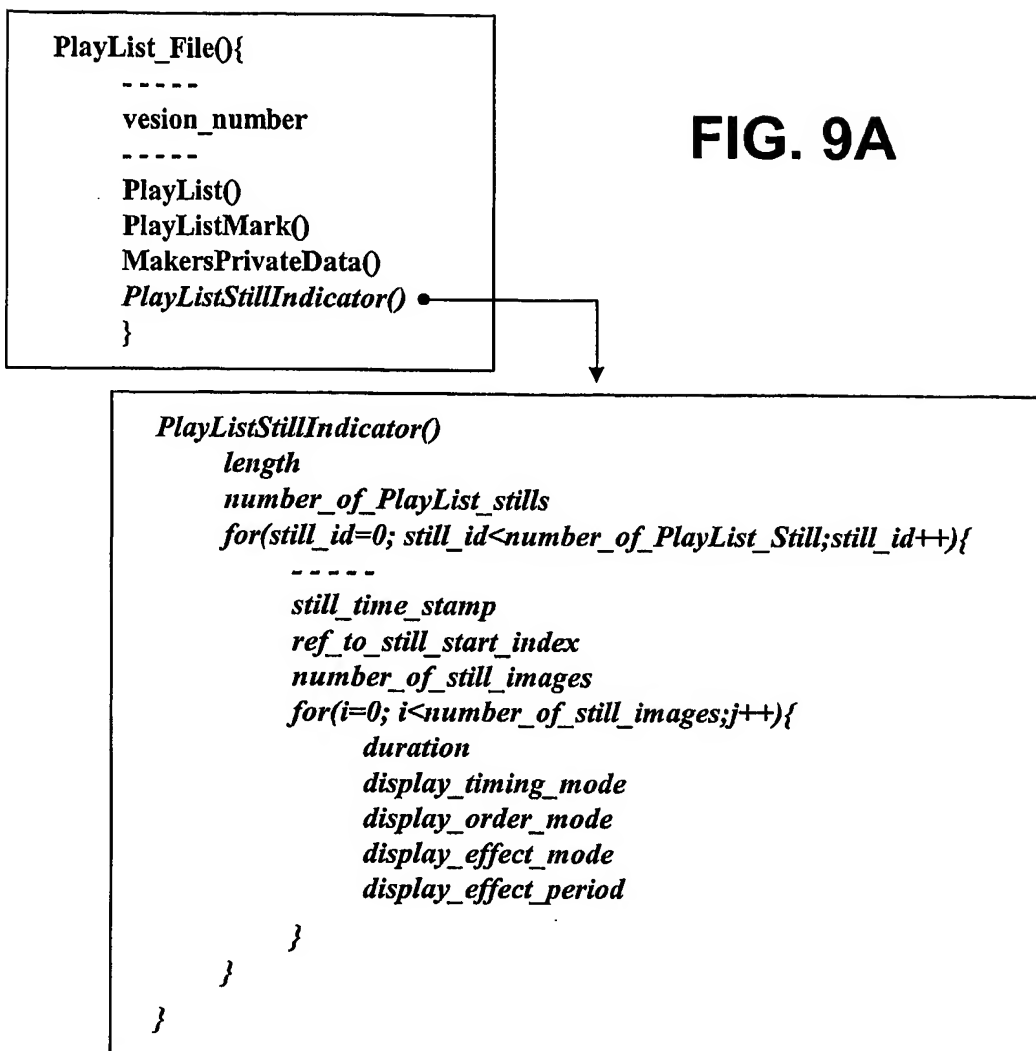 PlayList_File(){
- - - - -
vesion_number
- - - - -
PlayList()
PlayListMark()
MakersPrivateData()
PlayListStillIndicator()
}
FIG. 9A
PlayListStillIndicator()
length
number_of_PlayList_stills
for(still_id=0; still_id<number_of_PlayList_Still;still_id++){
- - - - -
still_time_stamp
ref_to_still_start_index
number_of_still_images
for(i=0; i<number_of_still_images;j++){
duration
display_timing_mode
display_order_mode
display_effect_mode
display_effect_period
}
}
}